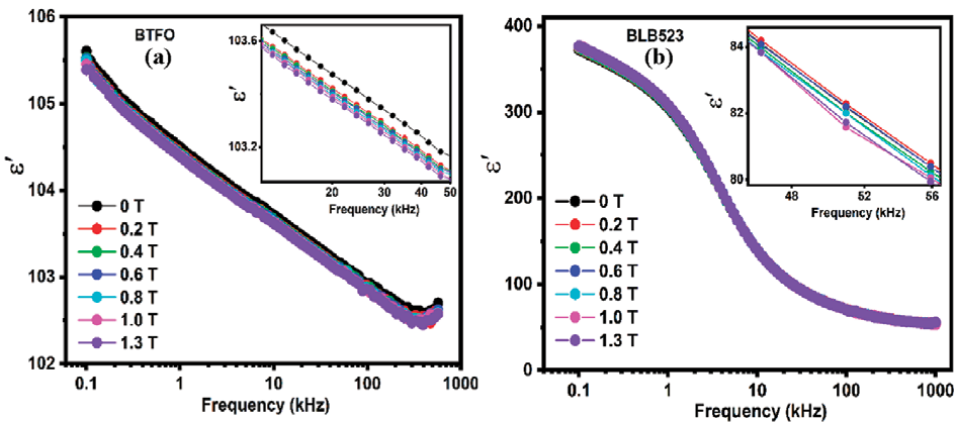 BTFO
(a)
106
105
104
103
102
ε′
0.1
1
10
100
1000
Frequency (kHz)
0 T
0.2 T
0.4 T
0.6 T
0.8 T
1.0 T
1.3 T
103.6
103.2
ε′
20
30
40
50
Frequency (kHz)
BLB523
(b)
400
300
200
100
0
ε′
0.1
1
10
100
1000
Frequency (kHz)
0 T
0.2 T
0.4 T
0.6 T
0.8 T
1.0 T
1.3 T
84
82
80
ε′
48
52
56
Frequency (kHz)